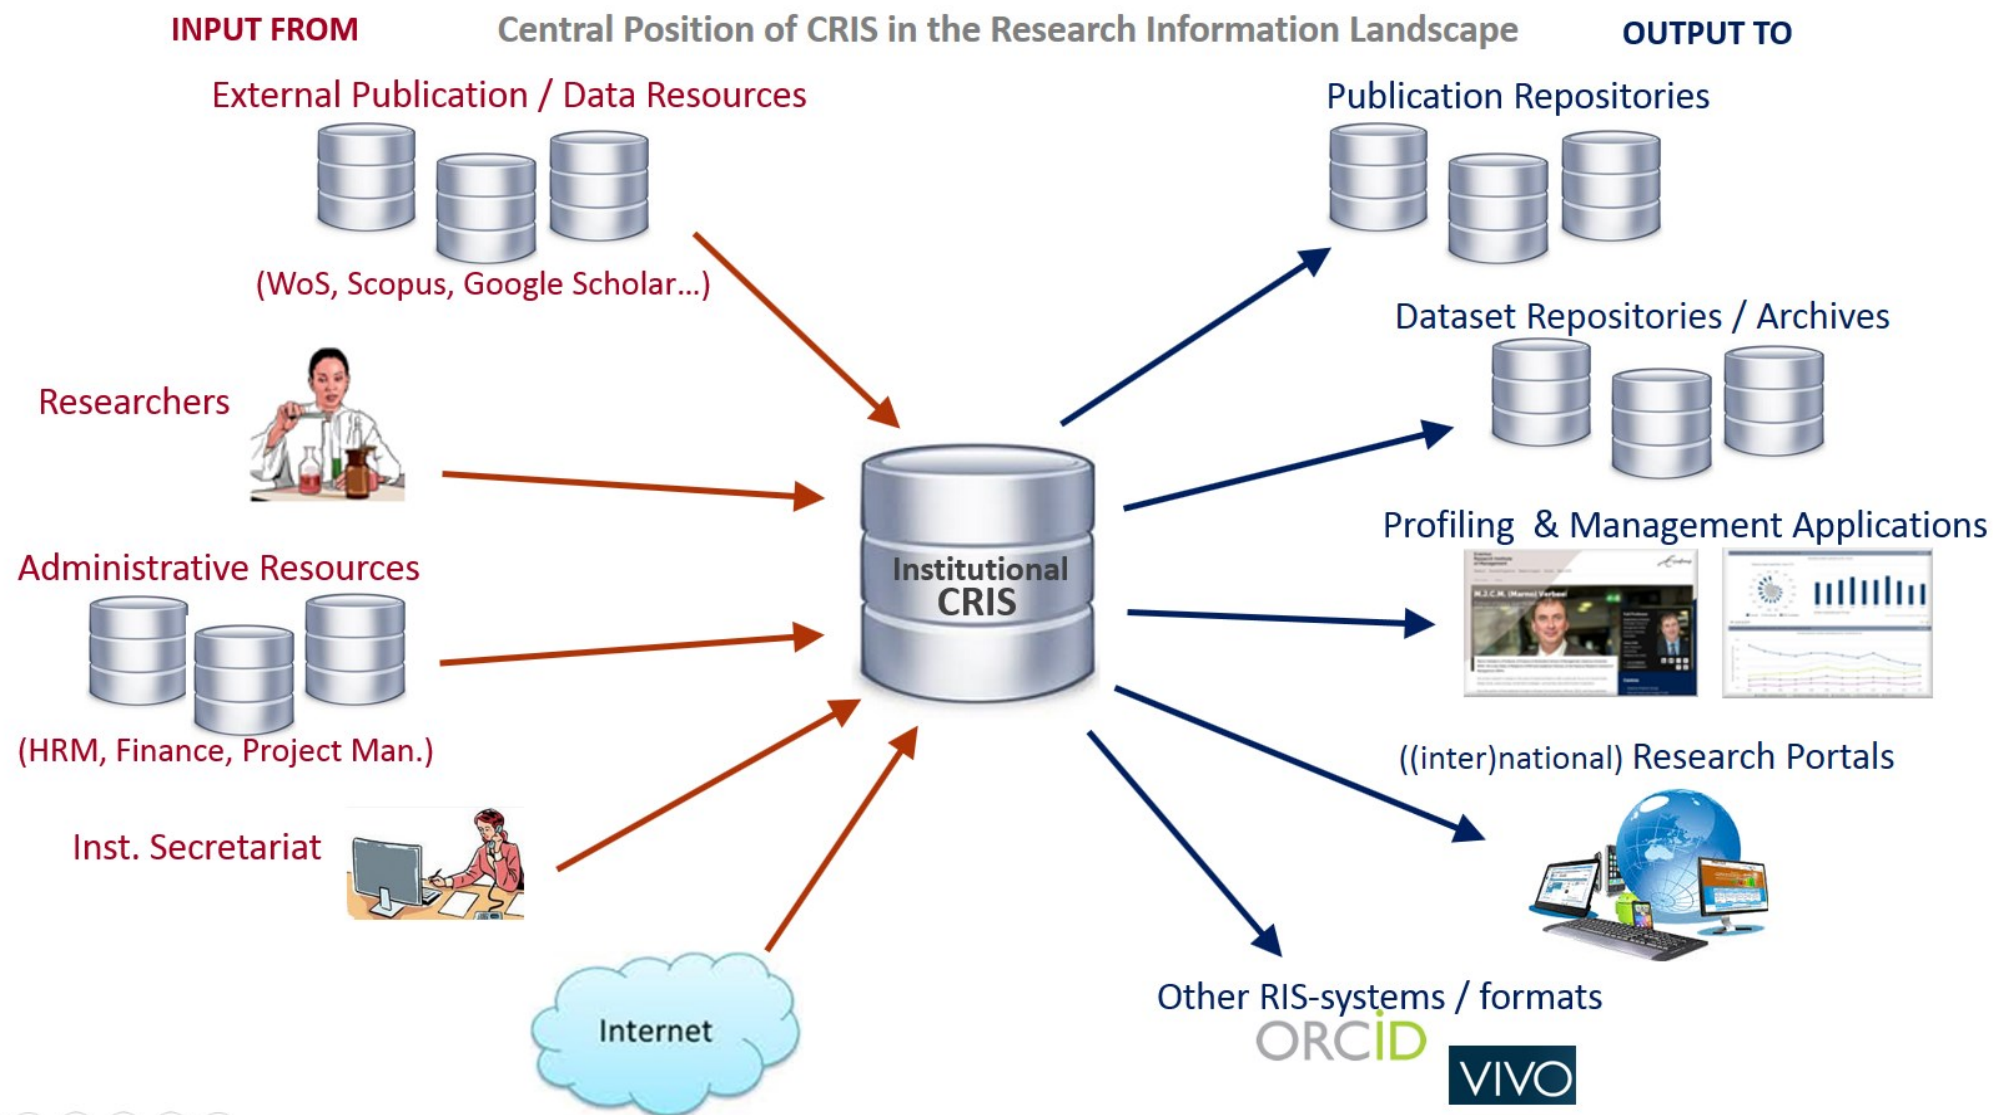 INPUT FROM
Central Position of CRIS in the Research Information Landscape
OUTPUT TO
External Publication / Data Resources
(WoS, Scopus, Google Scholar...)
Researchers
Administrative Resources
(HRM, Finance, Project Man.)
Inst. Secretariat
Internet
Institutional
CRIS
Publication Repositories
Dataset Repositories / Archives
Profiling & Management Applications
M.J.C.M. (Marno) Verbeek
((inter)national) Research Portals
Other RIS-systems / formats
ORCiD
VIVO